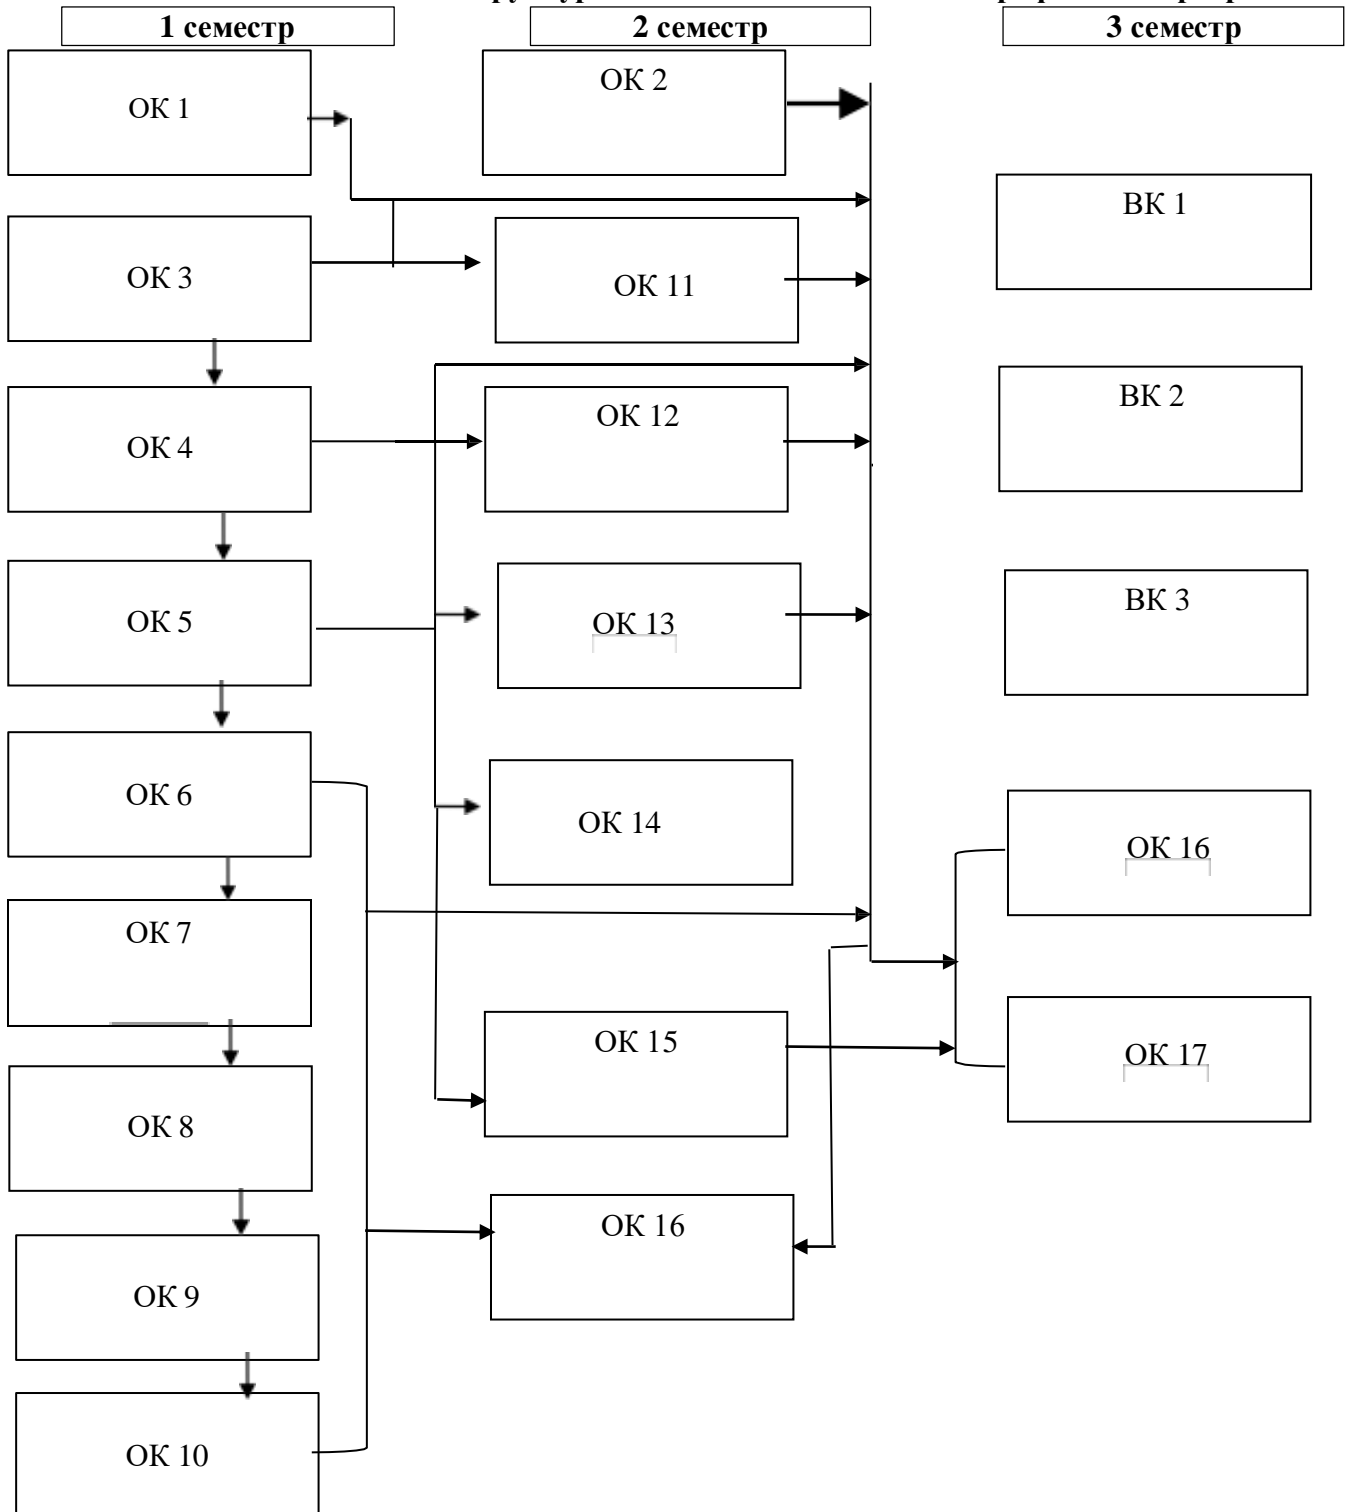 1 семестр
2 семестр
3 семестр
ОК 1
ОК 2
ВК 1
ОК 3
ОК 11
ВК 2
ОК 4
ОК 12
ВК 3
ОК 5
ОК 13
ОК 6
ОК 14
ОК 16
ОК 7
ОК 15
ОК 17
ОК 8
ОК 16
ОК 9
ОК 10